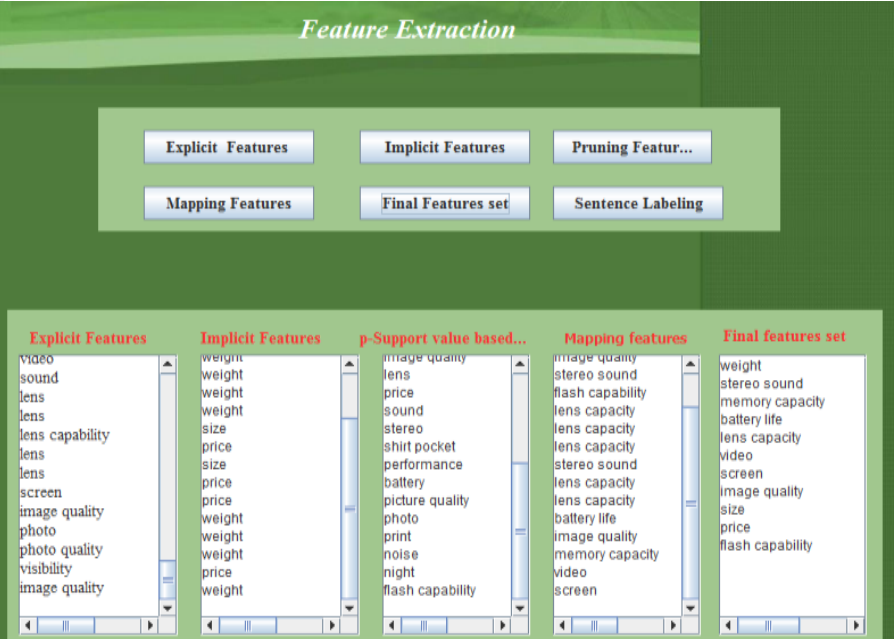 Feature Extraction
Explicit Features
Implicit Features
Pruning Featur...
Mapping Features
Final Features set
Sentence Labeling
Explicit Features
video
sound
lens
lens
lens capability
lens
lens
screen
image quality
photo
photo quality
visibility
image quality
Implicit Features
weight
weight
weight
weight
size
price
size
price
price
weight
weight
weight
price
weight
p-Support value based...
image quality
lens
price
sound
stereo
shirt pocket
performance
battery
picture quality
photo
print
noise
night
flash capability
Mapping features
image quality
stereo sound
flash capability
lens capacity
lens capacity
lens capacity
stereo sound
lens capacity
lens capacity
battery life
image quality
memory capacity
video
screen
Final features set
weight
stereo sound
memory capacity
battery life
lens capacity
video
screen
image quality
size
price
flash capability